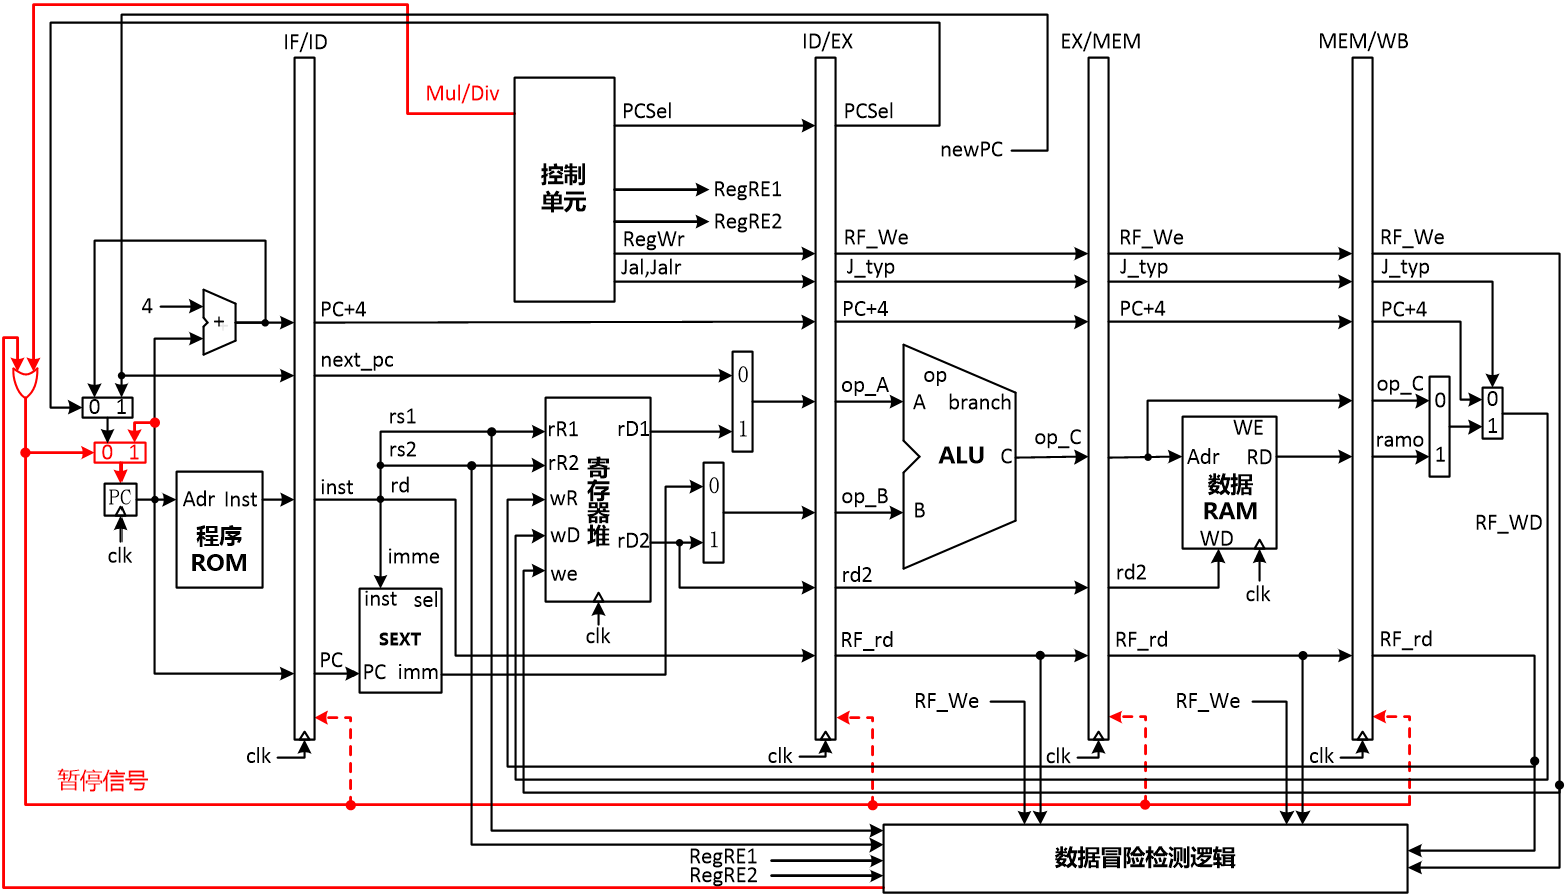 IF/ID
ID/EX
EX/MEM
MEM/WB
Mul/Div
PCSel
PCSel
newPC
控制
单元
RegRE1
RegRE2
RegWr
RF_We
RF_We
RF_We
Jal,Jalr
J_typ
J_typ
J_typ
4
+
PC+4
PC+4
PC+4
PC+4
next_pc
0
1
0 1
0 1
PC
clk
Adr Inst
程序
ROM
inst
rs1
rs2
rd
imme
rR1
rR2
wR
wD
we
寄
存
器
堆
rD1
rD2
clk
0
1
op_A
op_B
op
A
branch
ALU
C
B
op_C
WE
Adr
RD
数据
RAM
WD
clk
op_C
ramo
0
1
0
1
RF_WD
inst sel
SEXT
PC imm
PC
rd2
rd2
RF_rd
RF_rd
RF_rd
RF_We
RF_We
clk
clk
clk
clk
暂停信号
RegRE1
RegRE2
数据冒险检测逻辑